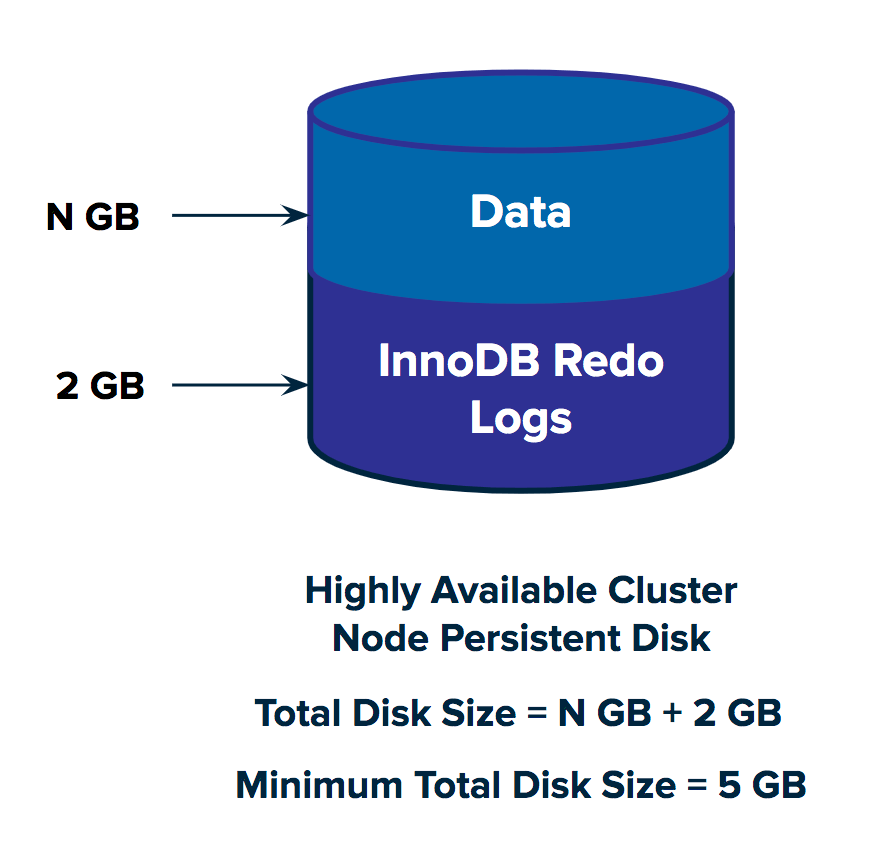 N GB
Data
2 GB
InnoDB Redo
Logs
Highly Available Cluster
Node Persistent Disk
Total Disk Size = N GB + 2 GB
Minimum Total Disk Size = 5 GB